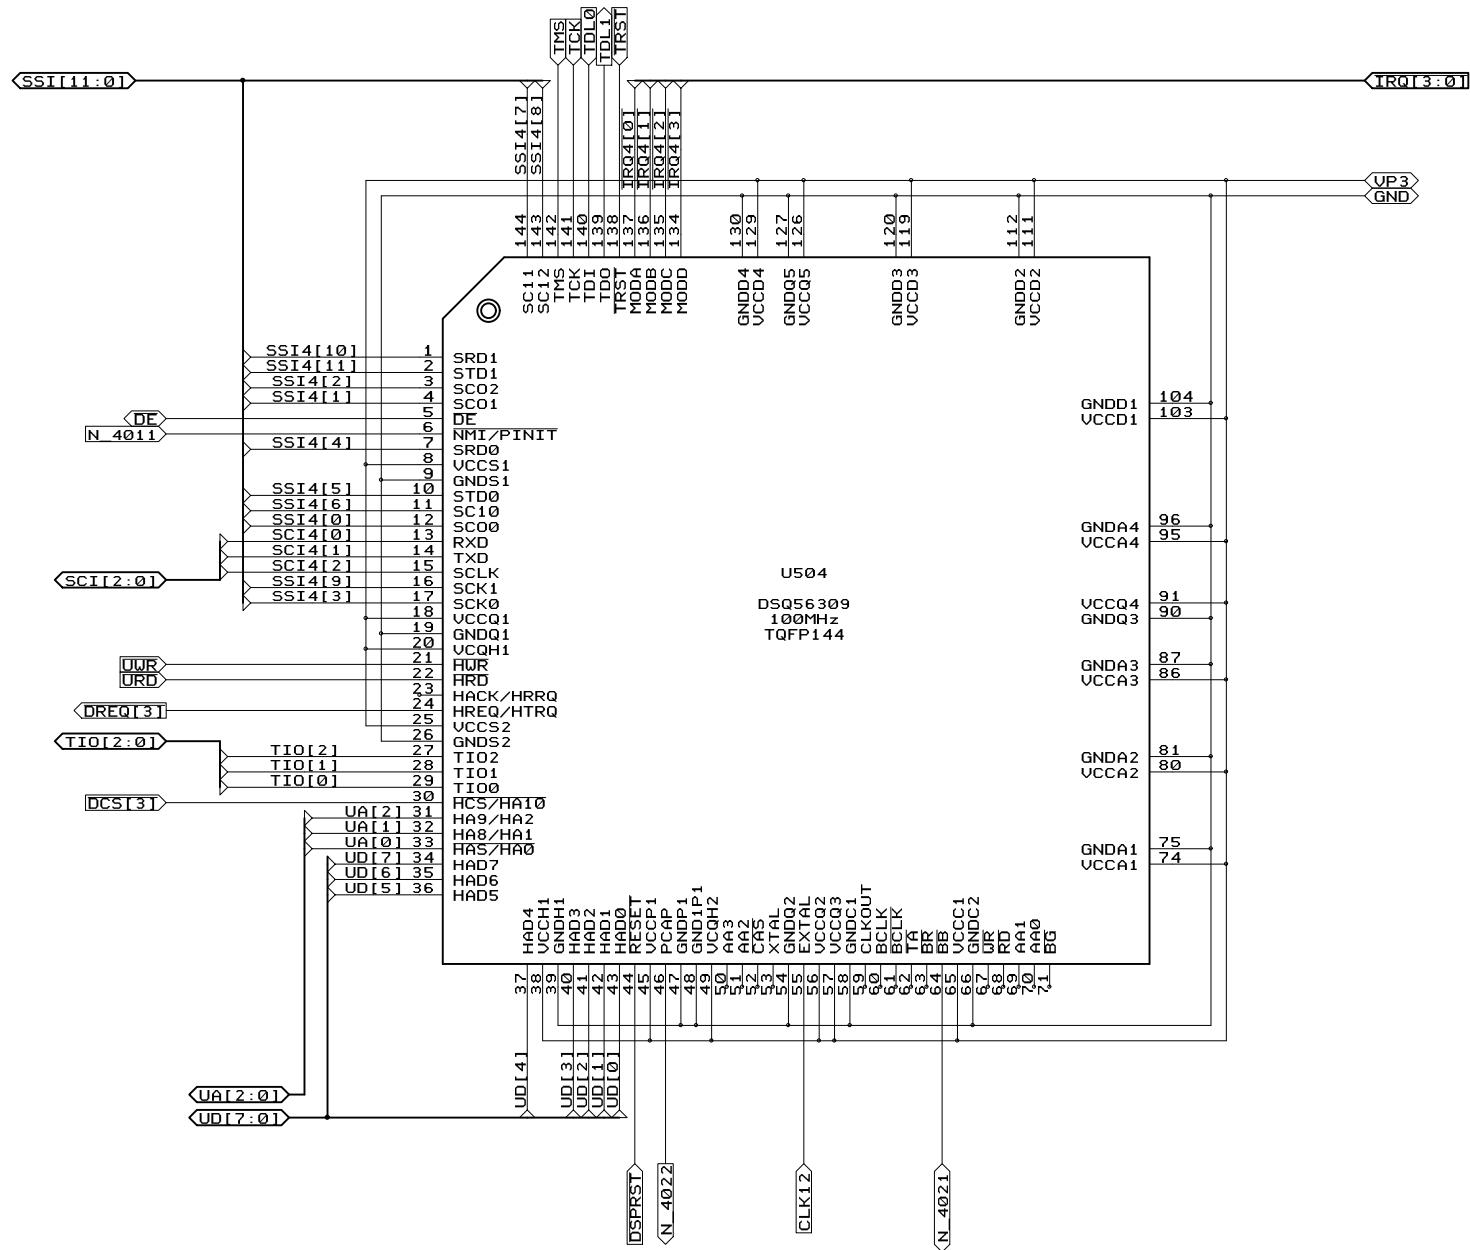 TMS
TCK
TDL0
TDL1
TRST
SSI[11:0]
IRQ[3:0]
SSI4[7]
SSI4[8]
IRQ4[0]
IRQ4[1]
IRQ4[2]
IRQ4[3]
VP3
GND
144
143
142
141
140
139
138
137
136
135
134
130
129
127
126
120
119
112
111
SC11
SC12
TMS
TCK
TDI
TDO
TRST
MODA
MODB
MODC
MODD
GNDD4
VCCD4
GNDQ5
VCCQ5
GNDD3
VCCD3
GNDD2
VCCD2
SSI4[10] 1 SRD1
SSI4[11] 2 STD1
SSI4[2] 3 SCO2
SSI4[1] 4 SCO1
DE 5 DE
N_4011 6 NMI/PINIT
SSI4[4] 7 SRD0
8 VCCS1
9 GNDS1
SSI4[5] 10 STD0
SSI4[6] 11 SC10
SSI4[0] 12 SCO0
SCI4[0] 13 RXD
SCI4[1] 14 TXD
SCI4[2] 15 SCLK
SCI[2:0]
SSI4[9] 16 SCK1
SSI4[3] 17 SCK0
18 VCCQ1
19 GNDQ1
20 VCQH1
UWR 21 HWR
URD 22 HRD
23 HACK/HRRQ
DREQ[3] 24 HREQ/HTRQ
25 VCCS2
26 GNDS2
TIO[2:0]
TIO[2] 27 TIO2
TIO[1] 28 TIO1
TIO[0] 29 TIO0
DCS[3] 30 HCS/HA10
UA[2] 31 HA9/HA2
UA[1] 32 HA8/HA1
UA[0] 33 HAS/HA0
UD[7] 34 HAD7
UD[6] 35 HAD6
UD[5] 36 HAD5
U504
DSQ56309
100MHz
TQFP144
GNDD1 104
VCCD1 103
GNDA4 96
VCCA4 95
VCCQ4 91
GNDQ3 90
GNDA3 87
VCCA3 86
GNDA2 81
VCCA2 80
GNDA1 75
VCCA1 74
HAD4
VCCH1
GNDH1
HAD3
HAD2
HAD1
HAD0
RESET
VCCP1
PCAP
GNDP1
GND1P1
VCQH2
AA3
AA2
CAS
XTAL
GNDQ2
EXTAL
VCCQ2
VCCQ3
GNDC1
CLKOUT
BCLK
BCLK
TA
BR
BB
VCCC1
GNDC2
WR
RD
AA1
AA0
BG
37
38
39
40
41
42
43
44
45
46
47
48
49
50
51
52
53
54
55
56
57
58
59
60
61
62
63
64
65
66
67
68
69
70
71
UD[4]
UD[3]
UD[2]
UD[1]
UD[0]
UA[2:0]
UD[7:0]
DSPRST
N_4022
CLK12
N_4021